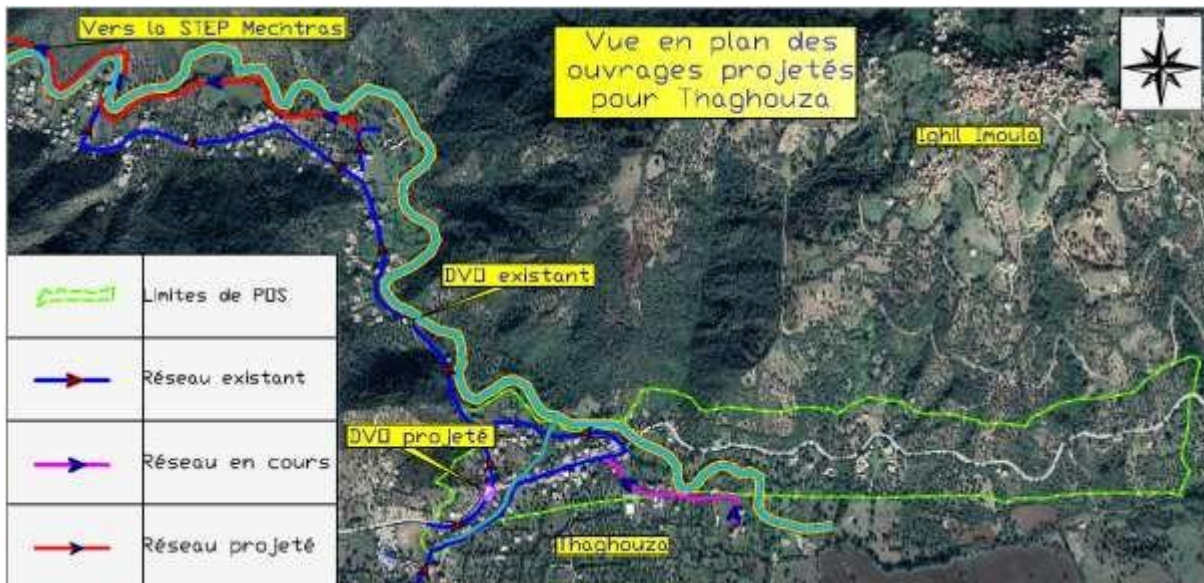 Vers la STEP Mechtras
Vue en plan des
ouvrages projetés
pour Thaghouza
N
Ighil Imoula
DVO existant
Limites de POS
Réseau existant
DVO projeté
Réseau en cours
Réseau projeté
Thaghouza